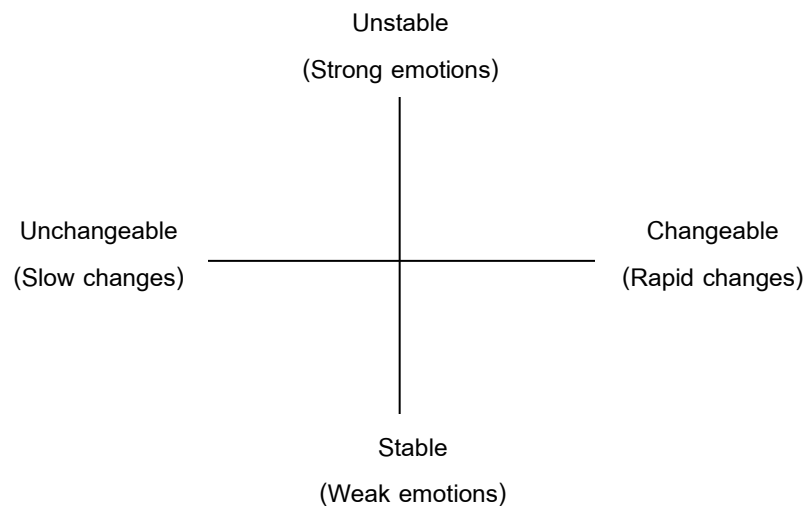 Unstable
(Strong emotions)
Unchangeable
(Slow changes)
Changeable
(Rapid changes)
Stable
(Weak emotions)